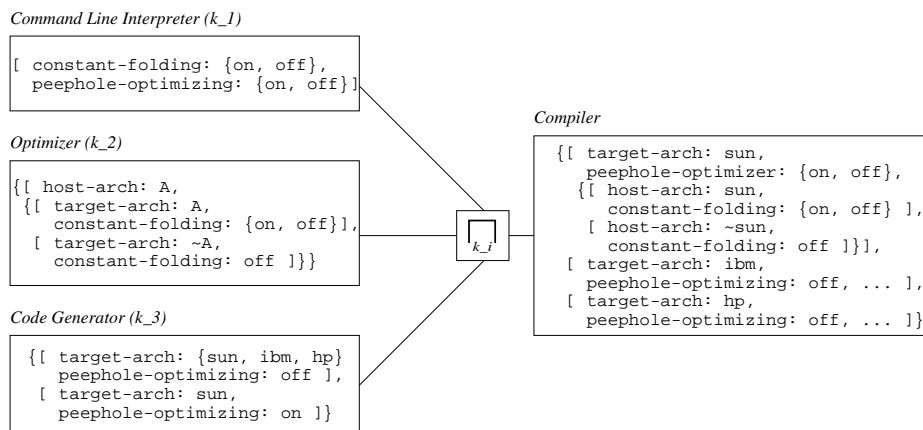 Command Line Interpreter (k_1)
[ constant-folding: {on, off},
peephole-optimizing: {on, off}]
Optimizer (k_2)
{[ host-arch: A,
{[ target-arch: A,
constant-folding: {on, off}],
[ target-arch: ~A,
constant-folding: off ]}}
Code Generator (k_3)
{[ target-arch: {sun, ibm, hp}
peephole-optimizing: off ],
[ target-arch: sun,
peephole-optimizing: on ]}
k_i
Compiler
{[ target-arch: sun,
peephole-optimizer: {on, off},
{[ host-arch: sun,
constant-folding: {on, off} ],
[ host-arch: ~sun,
constant-folding: off ]}],
[ target-arch: ibm,
peephole-optimizing: off, ... ],
[ target-arch: hp,
peephole-optimizing: off, ... ]}